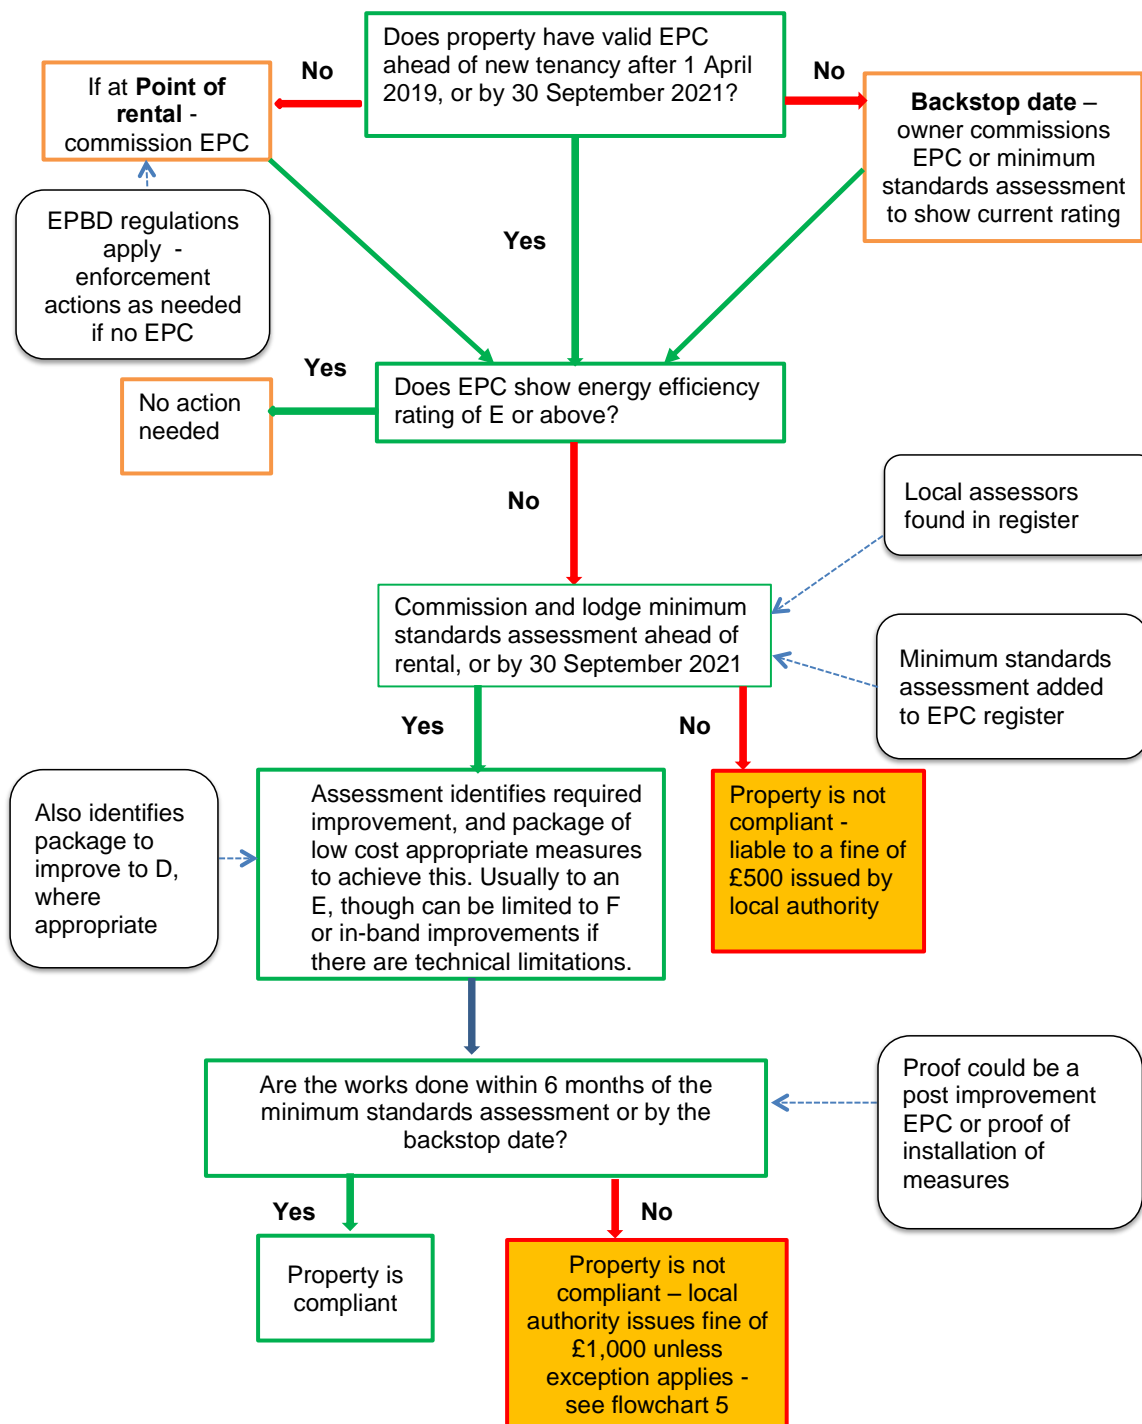 Does property have valid EPC
ahead of new tenancy after 1 April
2019, or by 30 September 2021?
No
No
If at Point of
rental -
commission EPC
Backstop date –
owner commissions
EPC or minimum
standards assessment
to show current rating
EPBD regulations
apply -
enforcement
actions as needed
if no EPC
Yes
Yes
Does EPC show energy efficiency
rating of E or above?
No action
needed
No
Local assessors
found in register
Commission and lodge minimum
standards assessment ahead of
rental, or by 30 September 2021
Minimum standards
assessment added
to EPC register
Yes
No
Also identifies
package to
improve to D,
where
appropriate
Assessment identifies required
improvement, and package of
low cost appropriate measures
to achieve this. Usually to an
E, though can be limited to F
or in-band improvements if
there are technical limitations.
Property is not
compliant -
liable to a fine of
£500 issued by
local authority
Are the works done within 6 months of the
minimum standards assessment or by the
backstop date?
Proof could be a
post improvement
EPC or proof of
installation of
measures
Yes
No
Property is
compliant
Property is not
compliant – local
authority issues fine of
£1,000 unless
exception applies -
see flowchart 5